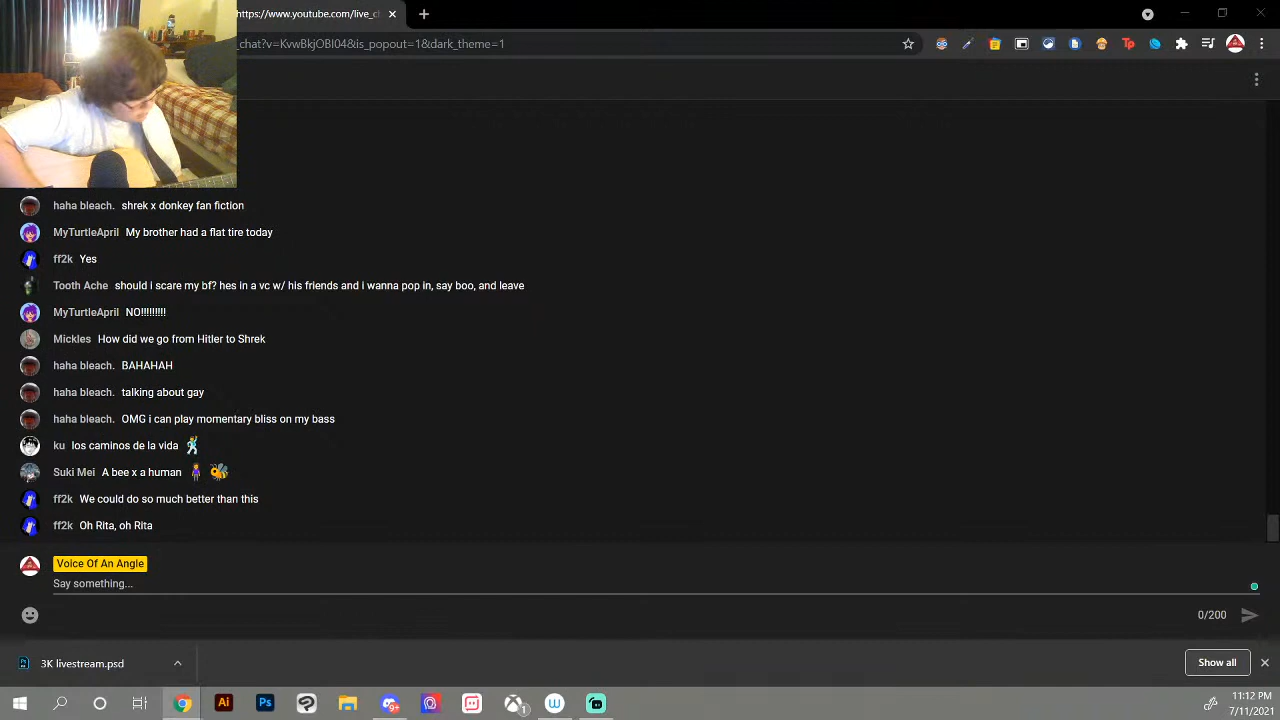 https://www.youtube.com/live_c
_chat?v=KvwBkjOBI04&is_popout=1&dark_theme=1
haha bleach. shrek x donkey fan fiction
MyTurtleApril My brother had a flat tire today
ff2k Yes
Tooth Ache should i scare my bf? hes in a vc w/ his friends and i wanna pop in, say boo, and leave
MyTurtleApril NO!!!!!!!!!
Mickles How did we go from Hitler to Shrek
haha bleach. BAHAHAH
haha bleach. talking about gay
haha bleach. OMG i can play momentary bliss on my bass
ku los caminos de la vida 🕺
Suki Mei A bee x a human 🧍‍♀️ 🐝
ff2k We could do so much better than this
ff2k Oh Rita, oh Rita
Voice Of An Angle
Say something...
0/200
3K livestream.psd
Show all
Ai Ps
11:12 PM
7/11/2021